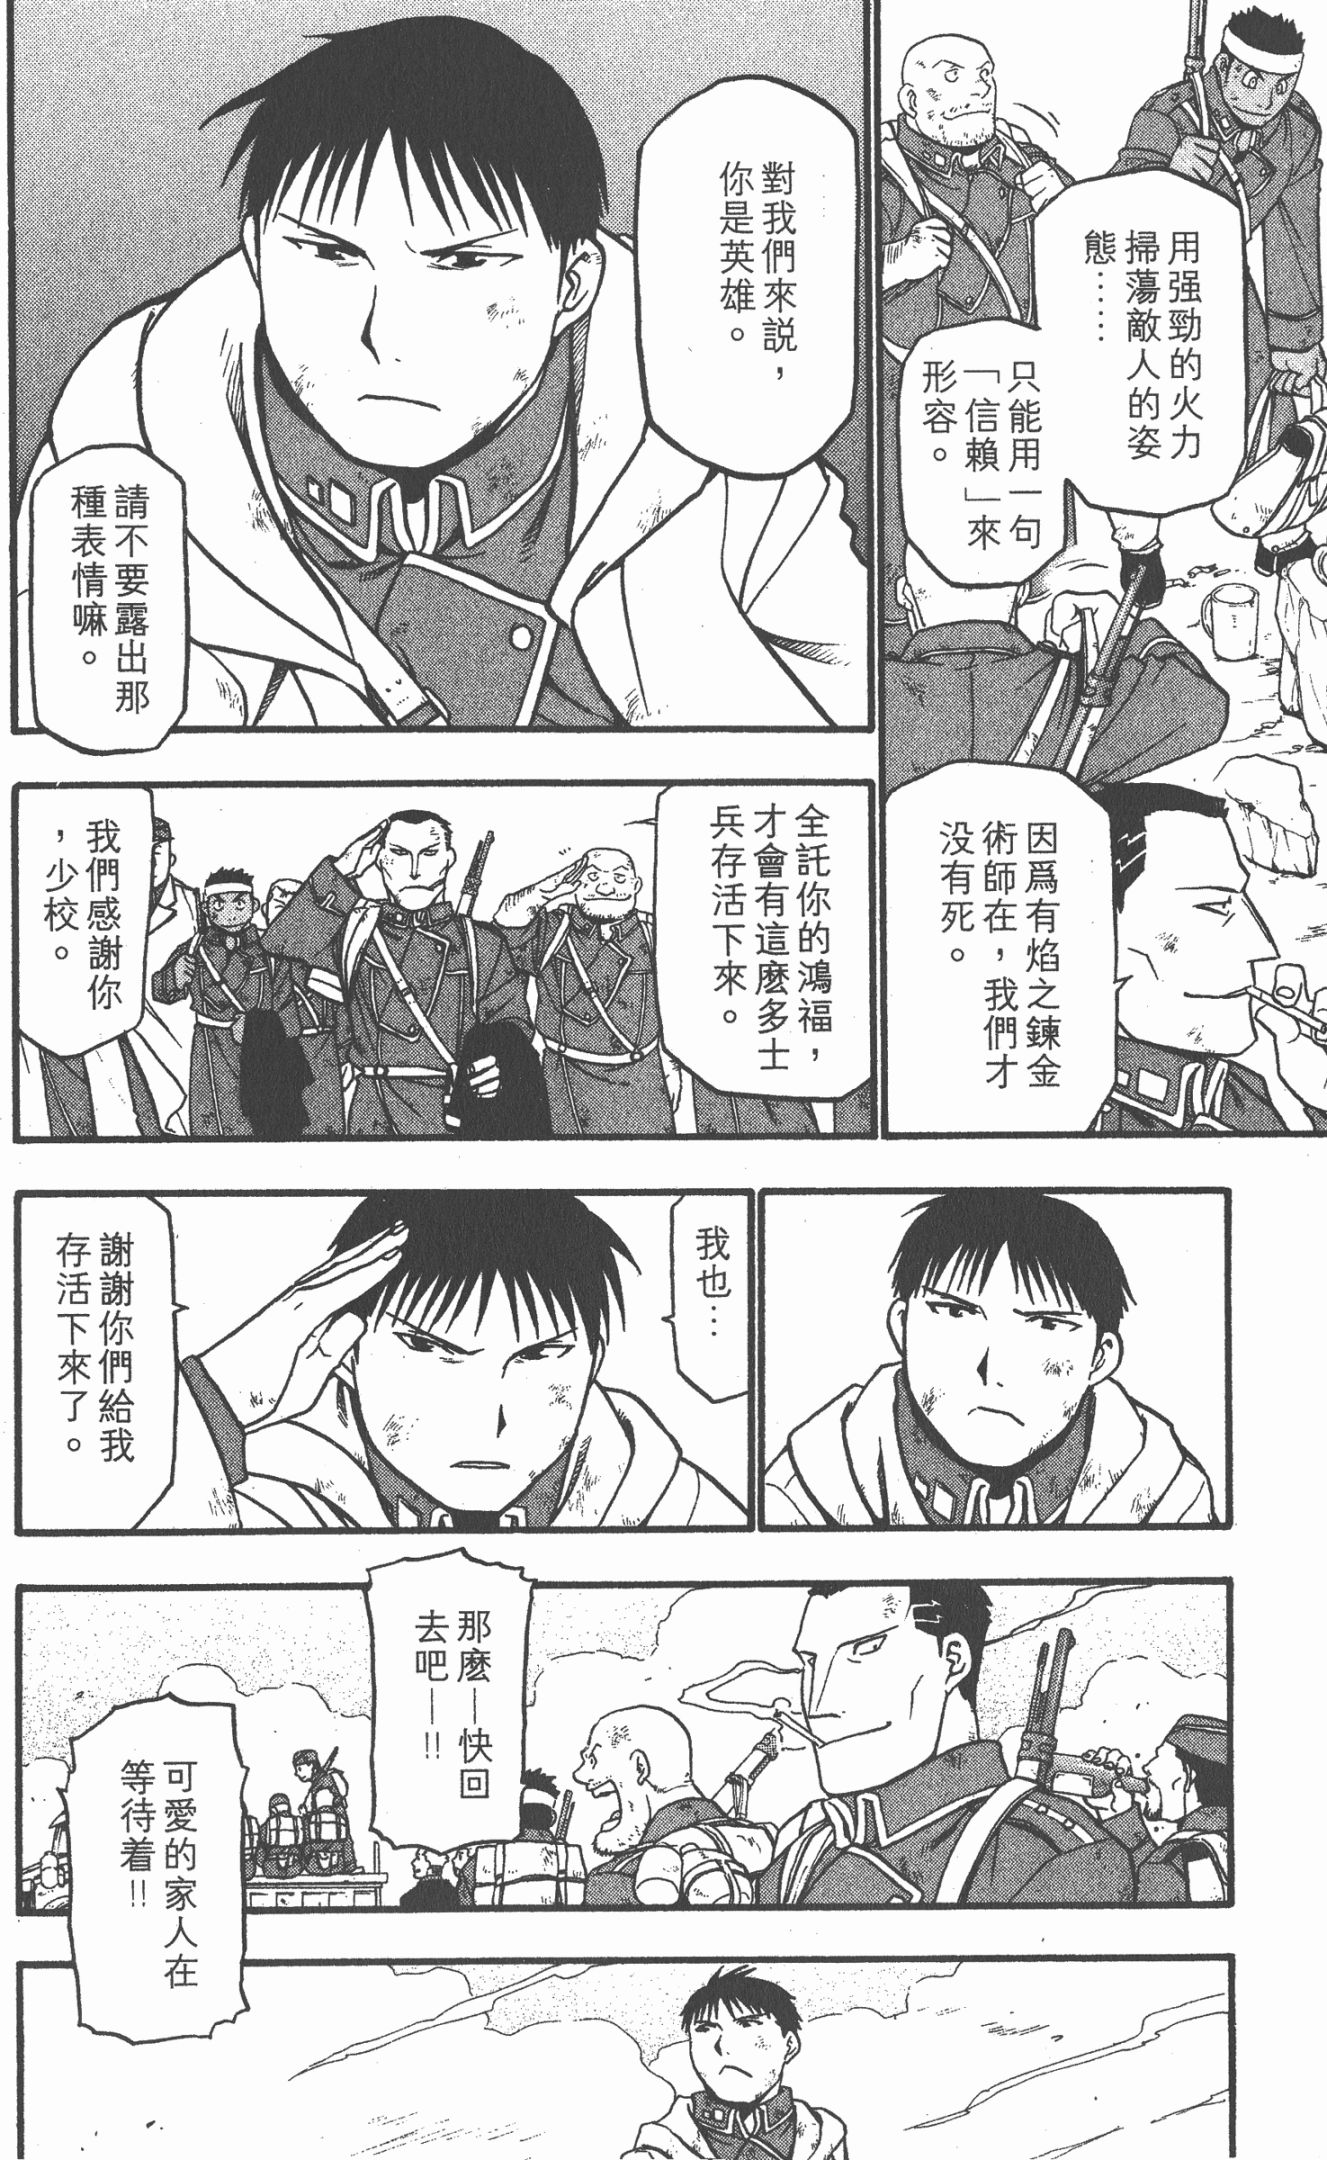 用强勁的火力
掃蕩敵人的姿
態……
只能用一句
「信賴」來
形容。
因爲有焰之鍊金
術師在，我們才
没有死。
對我們來説，
你是英雄。
請不要露出那
種表情嘛。
全託你的鴻福，
才會有這麽多士
兵存活下來。
我們感謝你
，少校。
我也…
謝謝你們給我
存活下來了。
那麽—快回
去吧—!!
可愛的家人在
等待着!!